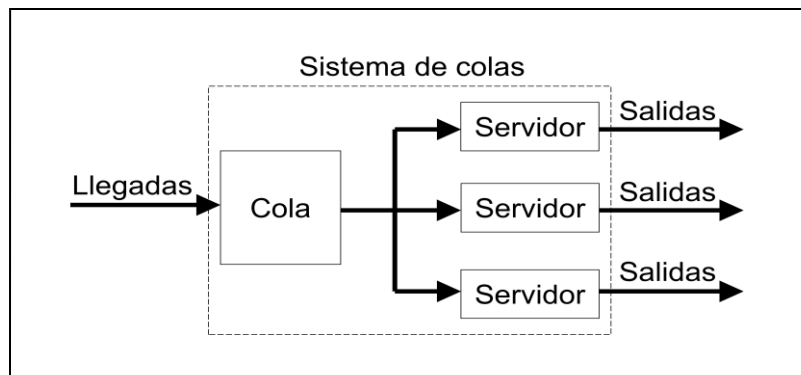 Sistema de colas
Llegadas
Cola
Servidor
Salidas
Servidor
Salidas
Servidor
Salidas